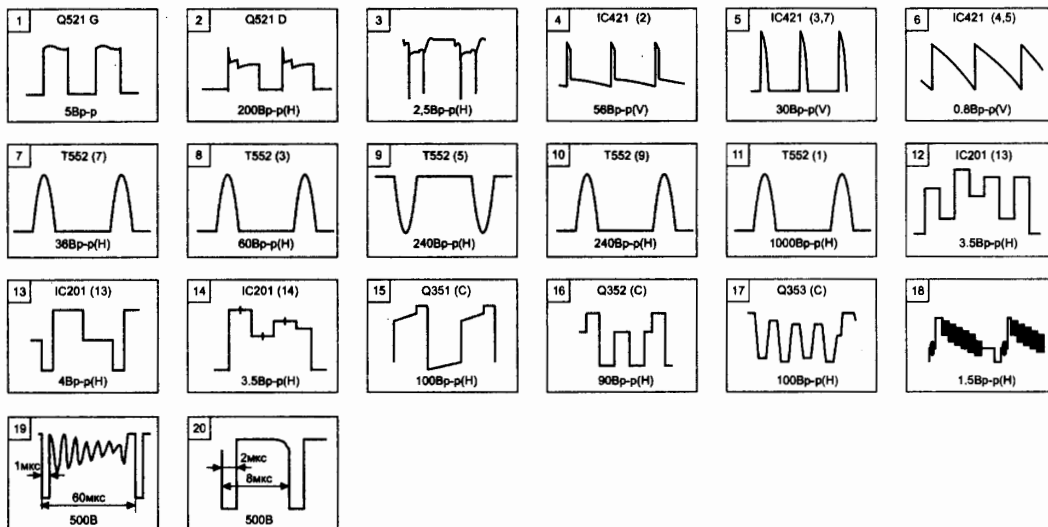 1 Q521 G
5Вр-р
2 Q521 D
200Вр-р(Н)
3
2,5Вр-р(Н)
4 IC421 (2)
56Вр-р(V)
5 IC421 (3,7)
30Вр-р(V)
6 IC421 (4,5)
0.8Вр-р(V)
7 T552 (7)
36Вр-р(Н)
8 T552 (3)
60Вр-р(Н)
9 T552 (5)
240Вр-р(Н)
10 T552 (9)
240Вр-р(Н)
11 T552 (1)
1000Вр-р(Н)
12 IC201 (13)
3.5Вр-р(Н)
13 IC201 (13)
4Вр-р(Н)
14 IC201 (14)
3.5Вр-р(Н)
15 Q351 (C)
100Вр-р(Н)
16 Q352 (C)
90Вр-р(Н)
17 Q353 (C)
100Вр-р(Н)
18
1.5Вр-р(Н)
19
1мкс
60мкс
500В
20
2мкс
8мкс
500В